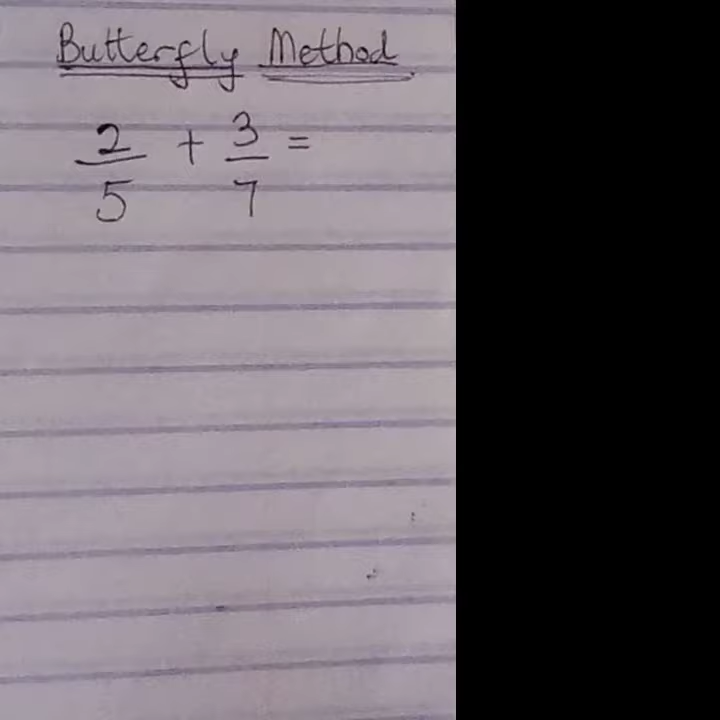 Butterfly Method
2/5 + 3/7 =